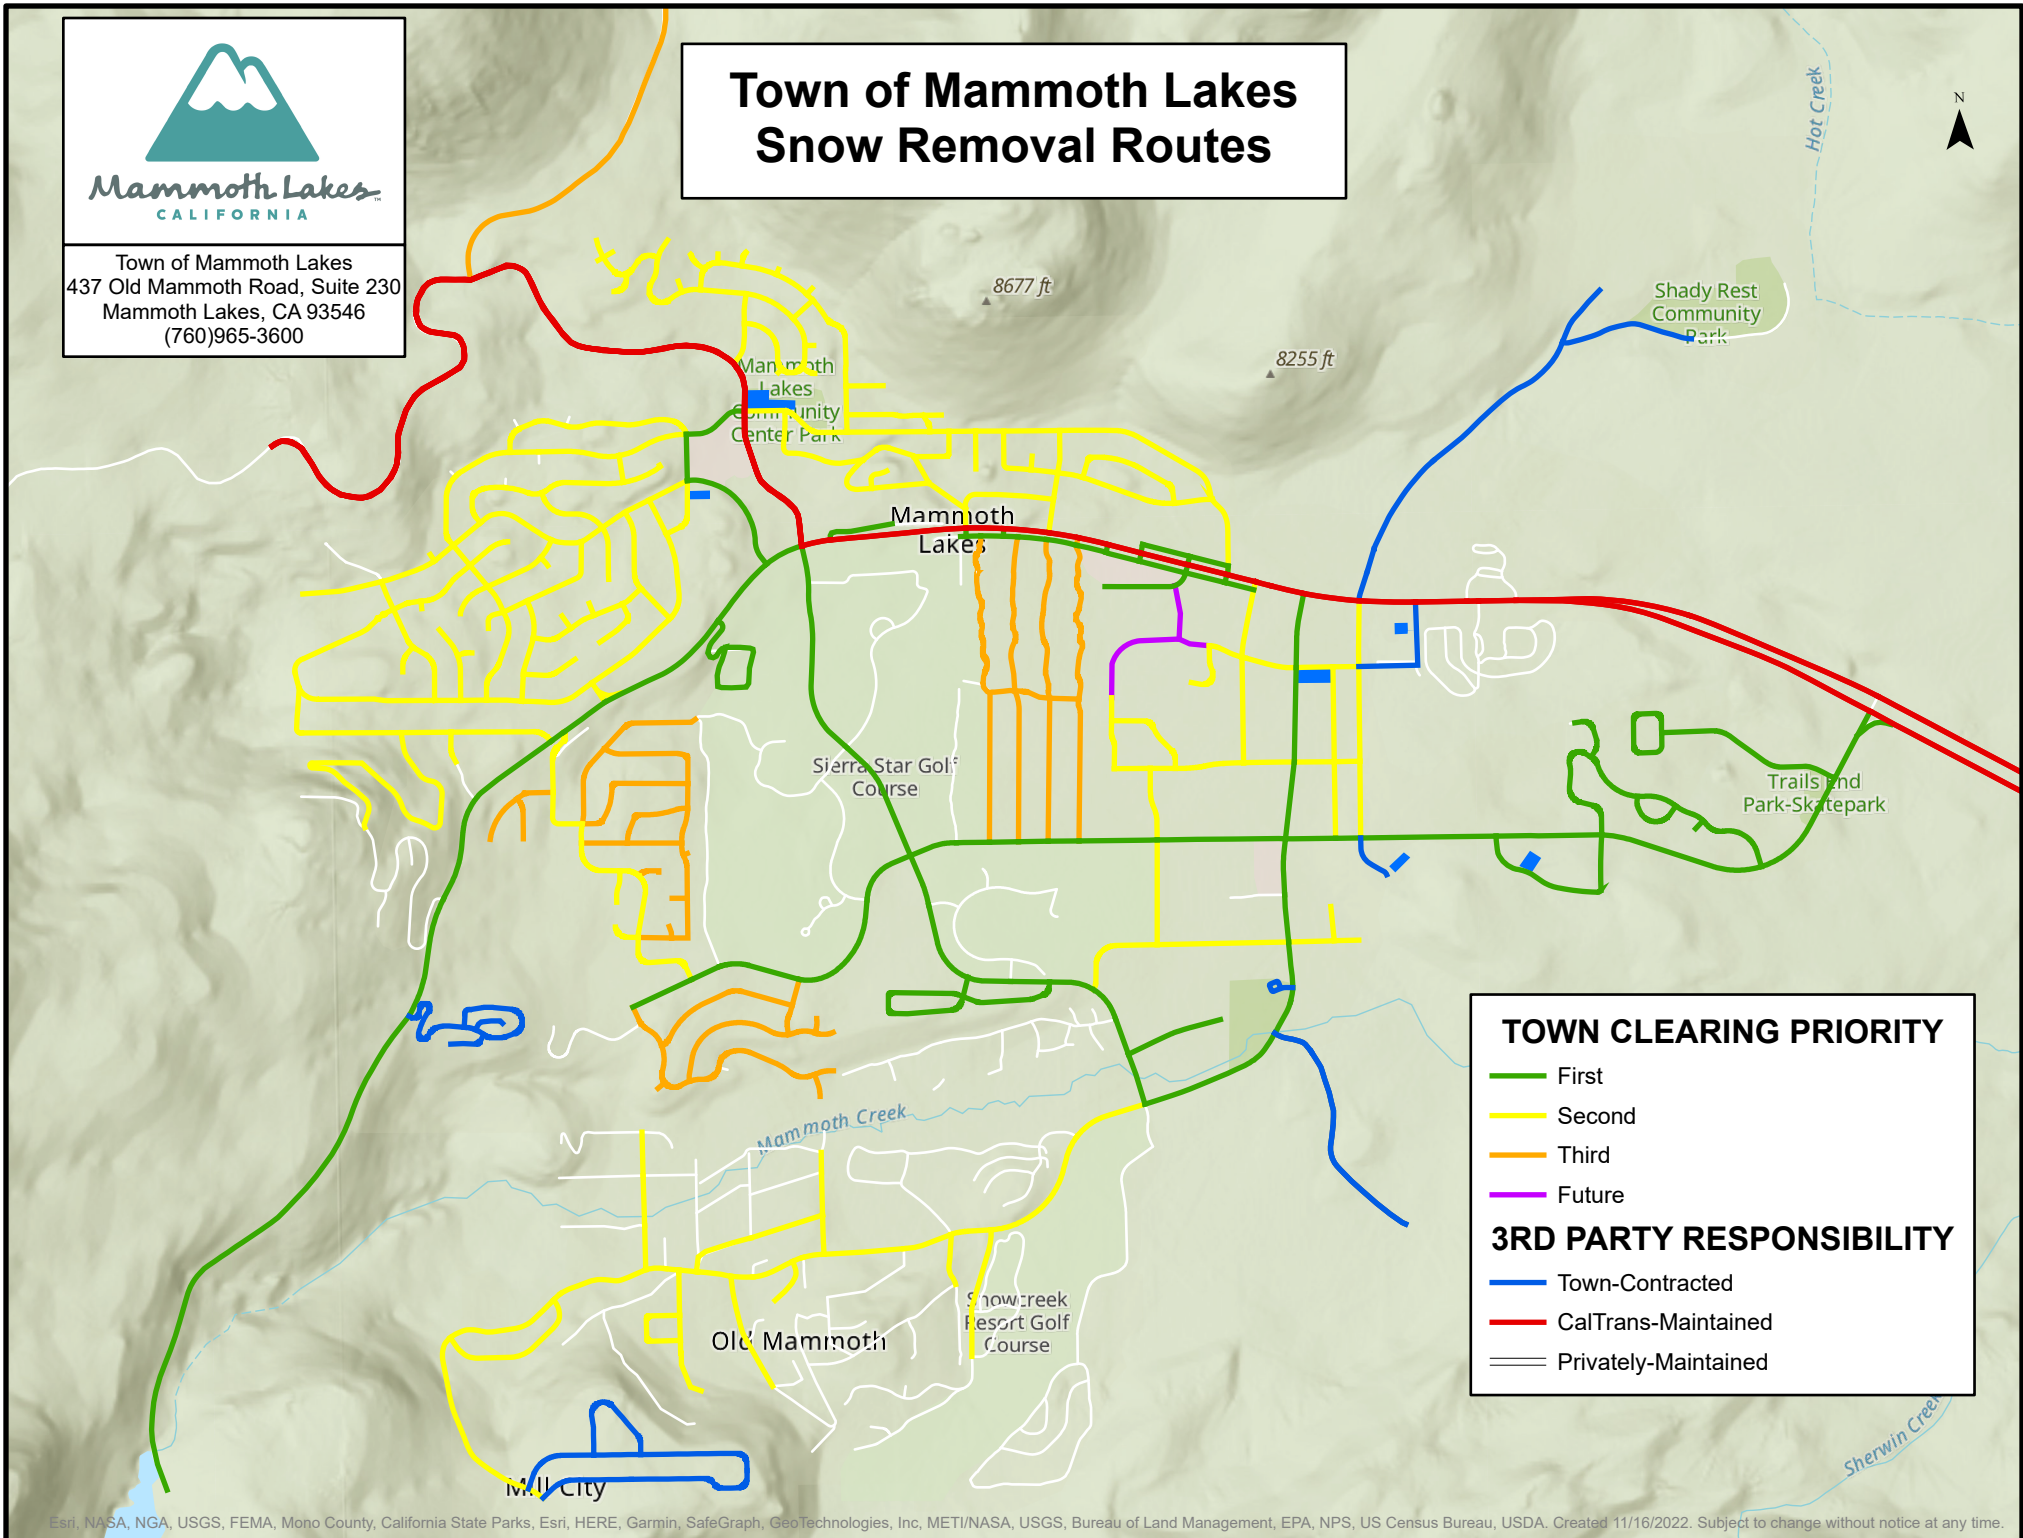 Mammoth Lakes™
CALIFORNIA
Town of Mammoth Lakes
437 Old Mammoth Road, Suite 230
Mammoth Lakes, CA 93546
(760)965-3600
Town of Mammoth Lakes
Snow Removal Routes
N
Hot Creek
8677 ft
8255 ft
Shady Rest
Community
Park
Mammoth
Lakes
Community
Center Park
Mammoth
Lakes
Sierra Star Golf
Course
Trails End
Park-Skatepark
Mammoth Creek
Snowcreek
Resort Golf
Course
Old Mammoth
Mill City
Sherwin Creek
TOWN CLEARING PRIORITY
First
Second
Third
Future
3RD PARTY RESPONSIBILITY
Town-Contracted
CalTrans-Maintained
Privately-Maintained
Esri, NASA, NGA, USGS, FEMA, Mono County, California State Parks, Esri, HERE, Garmin, SafeGraph, GeoTechnologies, Inc, METI/NASA, USGS, Bureau of Land Management, EPA, NPS, US Census Bureau, USDA. Created 11/16/2022. Subject to change without notice at any time.